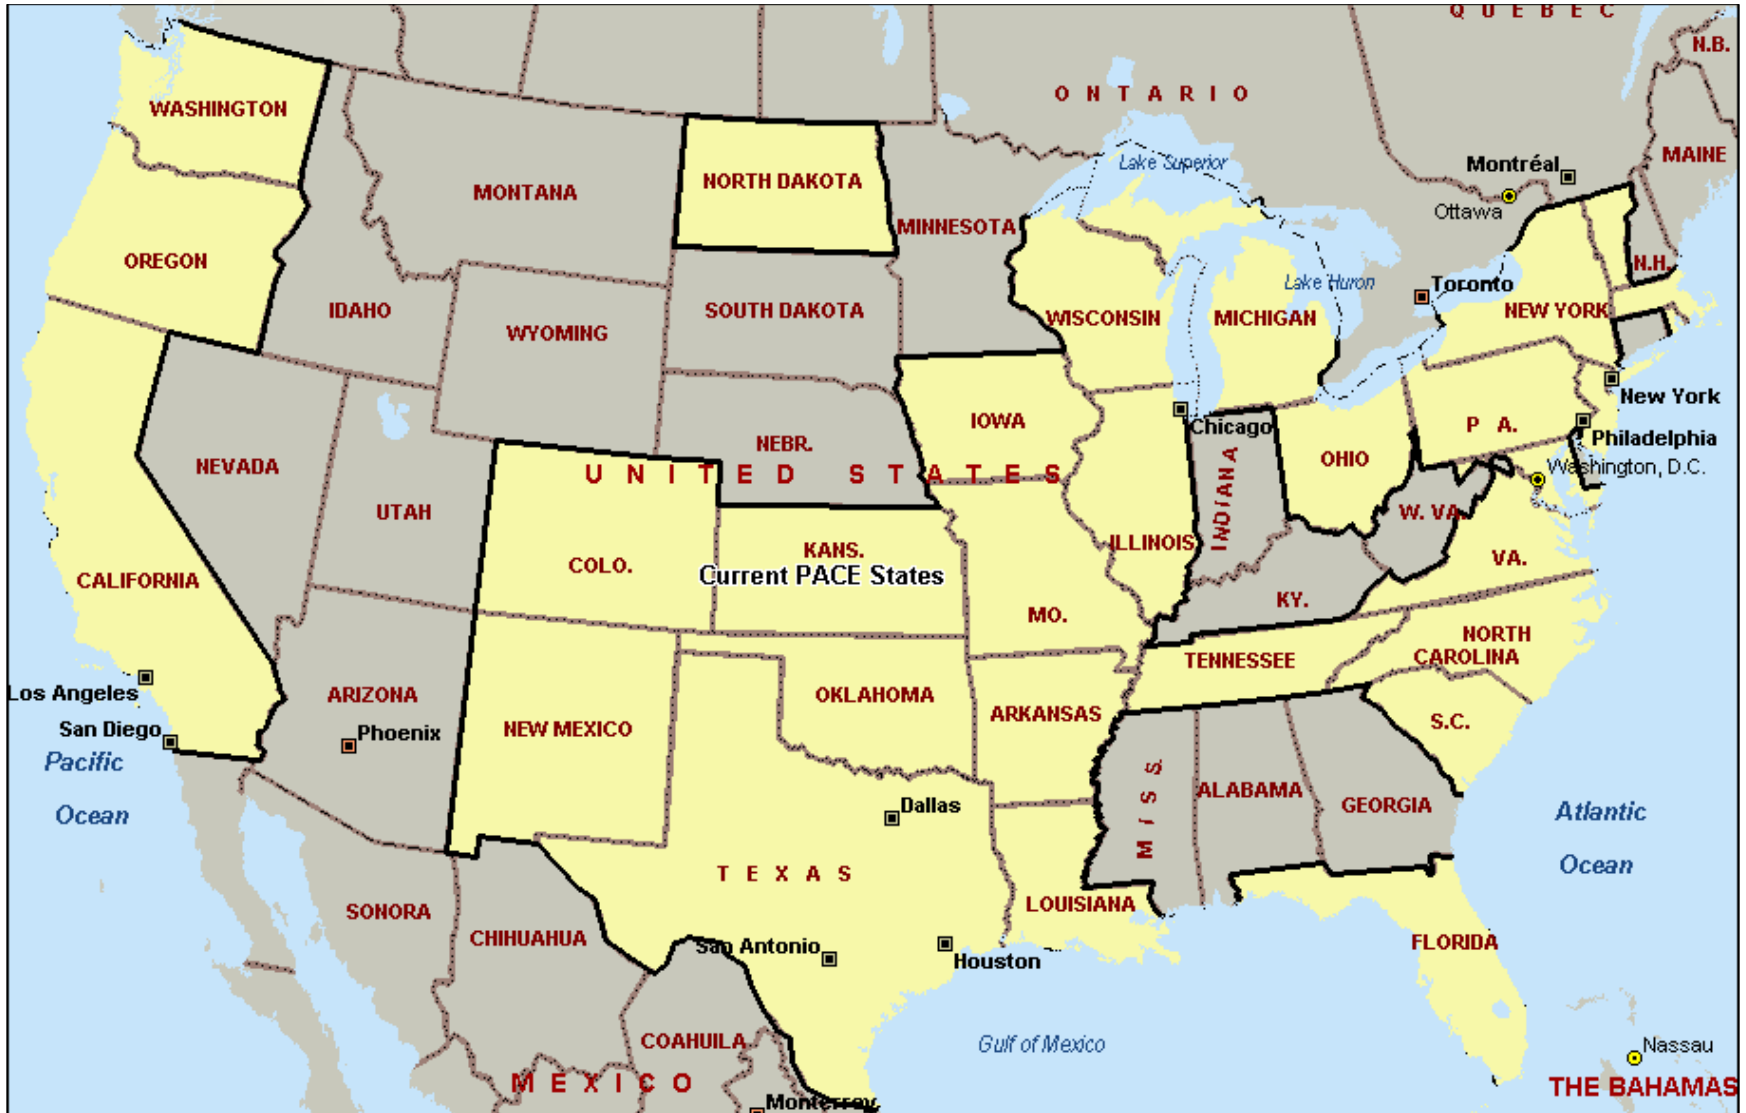 QUEBEC
N.B.
ONTARIO
WASHINGTON
MAINE
Lake Superior
Montréal
NORTH DAKOTA
MONTANA
Ottawa
MINNESOTA
OREGON
N.H.
Lake Huron
Toronto
IDAHO
SOUTH DAKOTA
NEW YORK
WISCONSIN
MICHIGAN
WYOMING
New York
IOWA
P A.
Chicago
Philadelphia
NEBR.
OHIO
NEVADA
Washington, D.C.
UNITED STATES
INDIANA
UTAH
W. VA.
ILLINOIS
KANS.
VA.
COLO.
Current PACE States
CALIFORNIA
KY.
MO.
NORTH
CAROLINA
TENNESSEE
Los Angeles
ARIZONA
OKLAHOMA
ARKANSAS
S.C.
San Diego
Phoenix
NEW MEXICO
Pacific
Ocean
MISS.
ALABAMA
GEORGIA
Dallas
Atlantic
Ocean
TEXAS
LOUISIANA
SONORA
CHIHUAHUA
San Antonio
Houston
FLORIDA
COAHUILA
Gulf of Mexico
Nassau
MEXICO
THE BAHAMAS
Monterrey